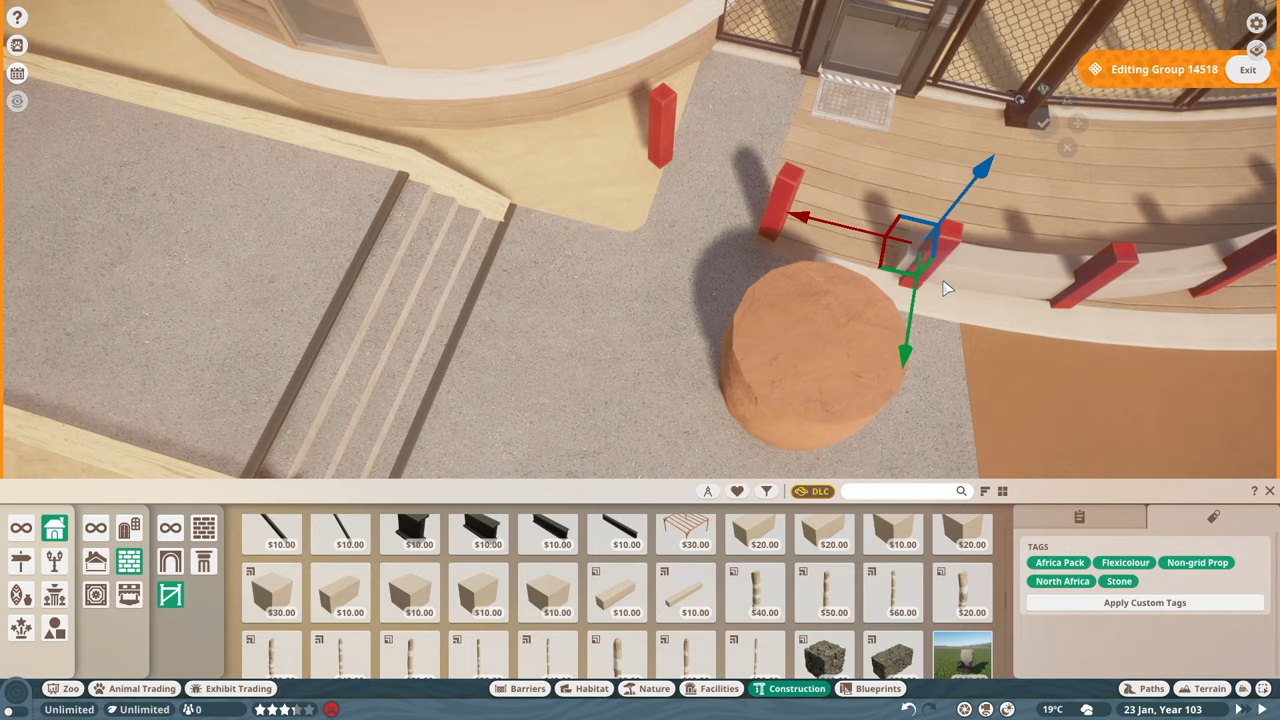 ?
Editing Group 14518 Exit
DLC
? ×
$10.00 $10.00 $10.00 $10.00 $10.00 $10.00 $30.00 $20.00 $20.00 $10.00 $20.00
$30.00 $10.00 $10.00 $10.00 $10.00 $10.00 $10.00 $40.00 $50.00 $60.00 $20.00
TAGS
Africa Pack Flexicolour Non-grid Prop
North Africa Stone
Apply Custom Tags
Zoo Animal Trading Exhibit Trading Barriers Habitat Nature Facilities Construction Blueprints Paths Terrain
Unlimited Unlimited 0 19°C 23 Jan, Year 103